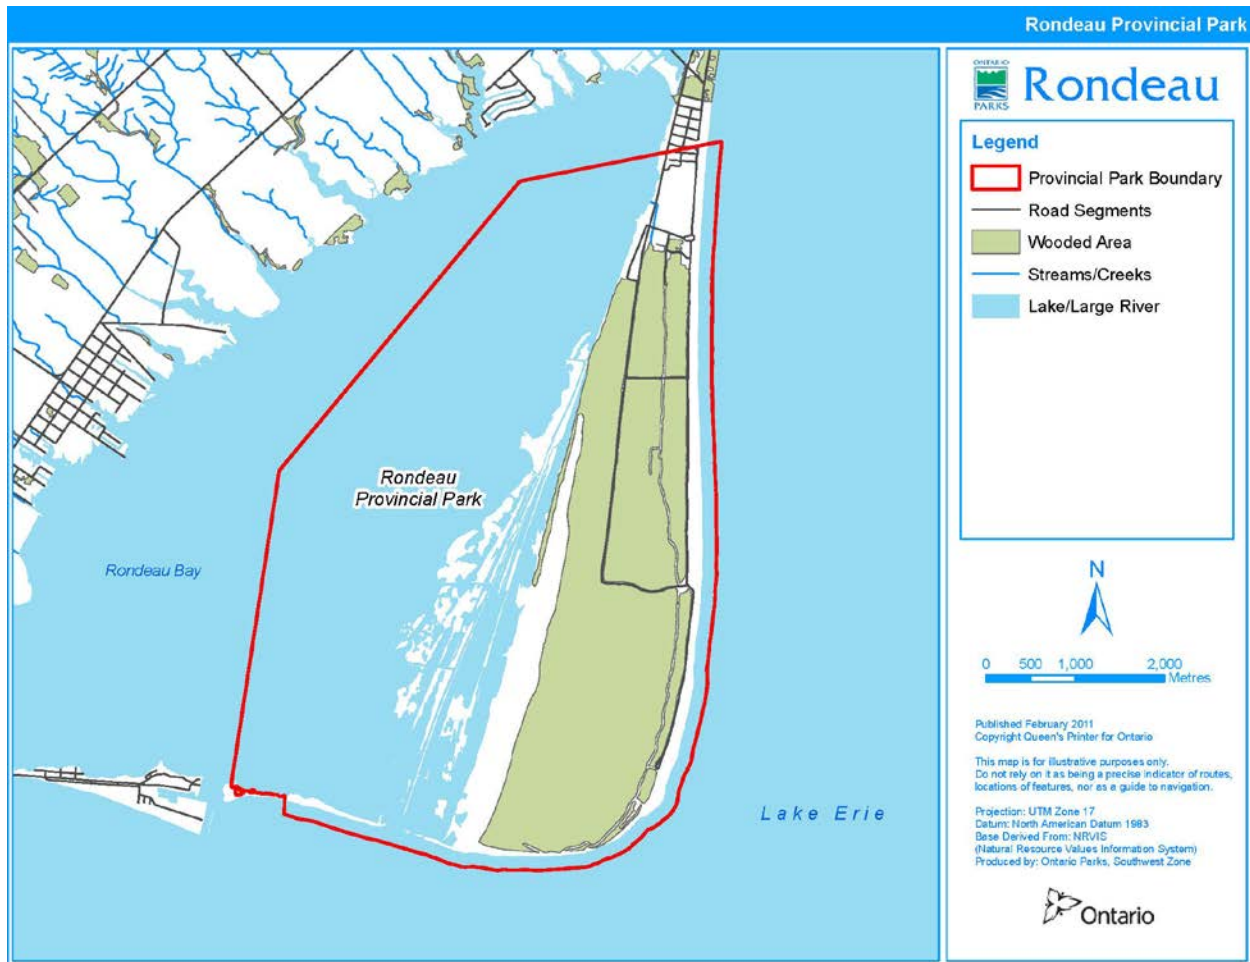 Rondeau Provincial Park
ONTARIO
PARKS
Rondeau
Legend
Provincial Park Boundary
Road Segments
Wooded Area
Streams/Creeks
Lake/Large River
Rondeau
Provincial Park
Rondeau Bay
Lake Erie
N
0 500 1,000 2,000
Metres
Published February 2011
Copyright Queen's Printer for Ontario
This map is for illustrative purposes only.
Do not rely on it as being a precise indicator of routes,
locations of features, nor as a guide to navigation.
Projection: UTM Zone 17
Datum: North American Datum 1983
Base Derived From: NRVIS
(Natural Resource Values Information System)
Produced by: Ontario Parks, Southwest Zone
Ontario